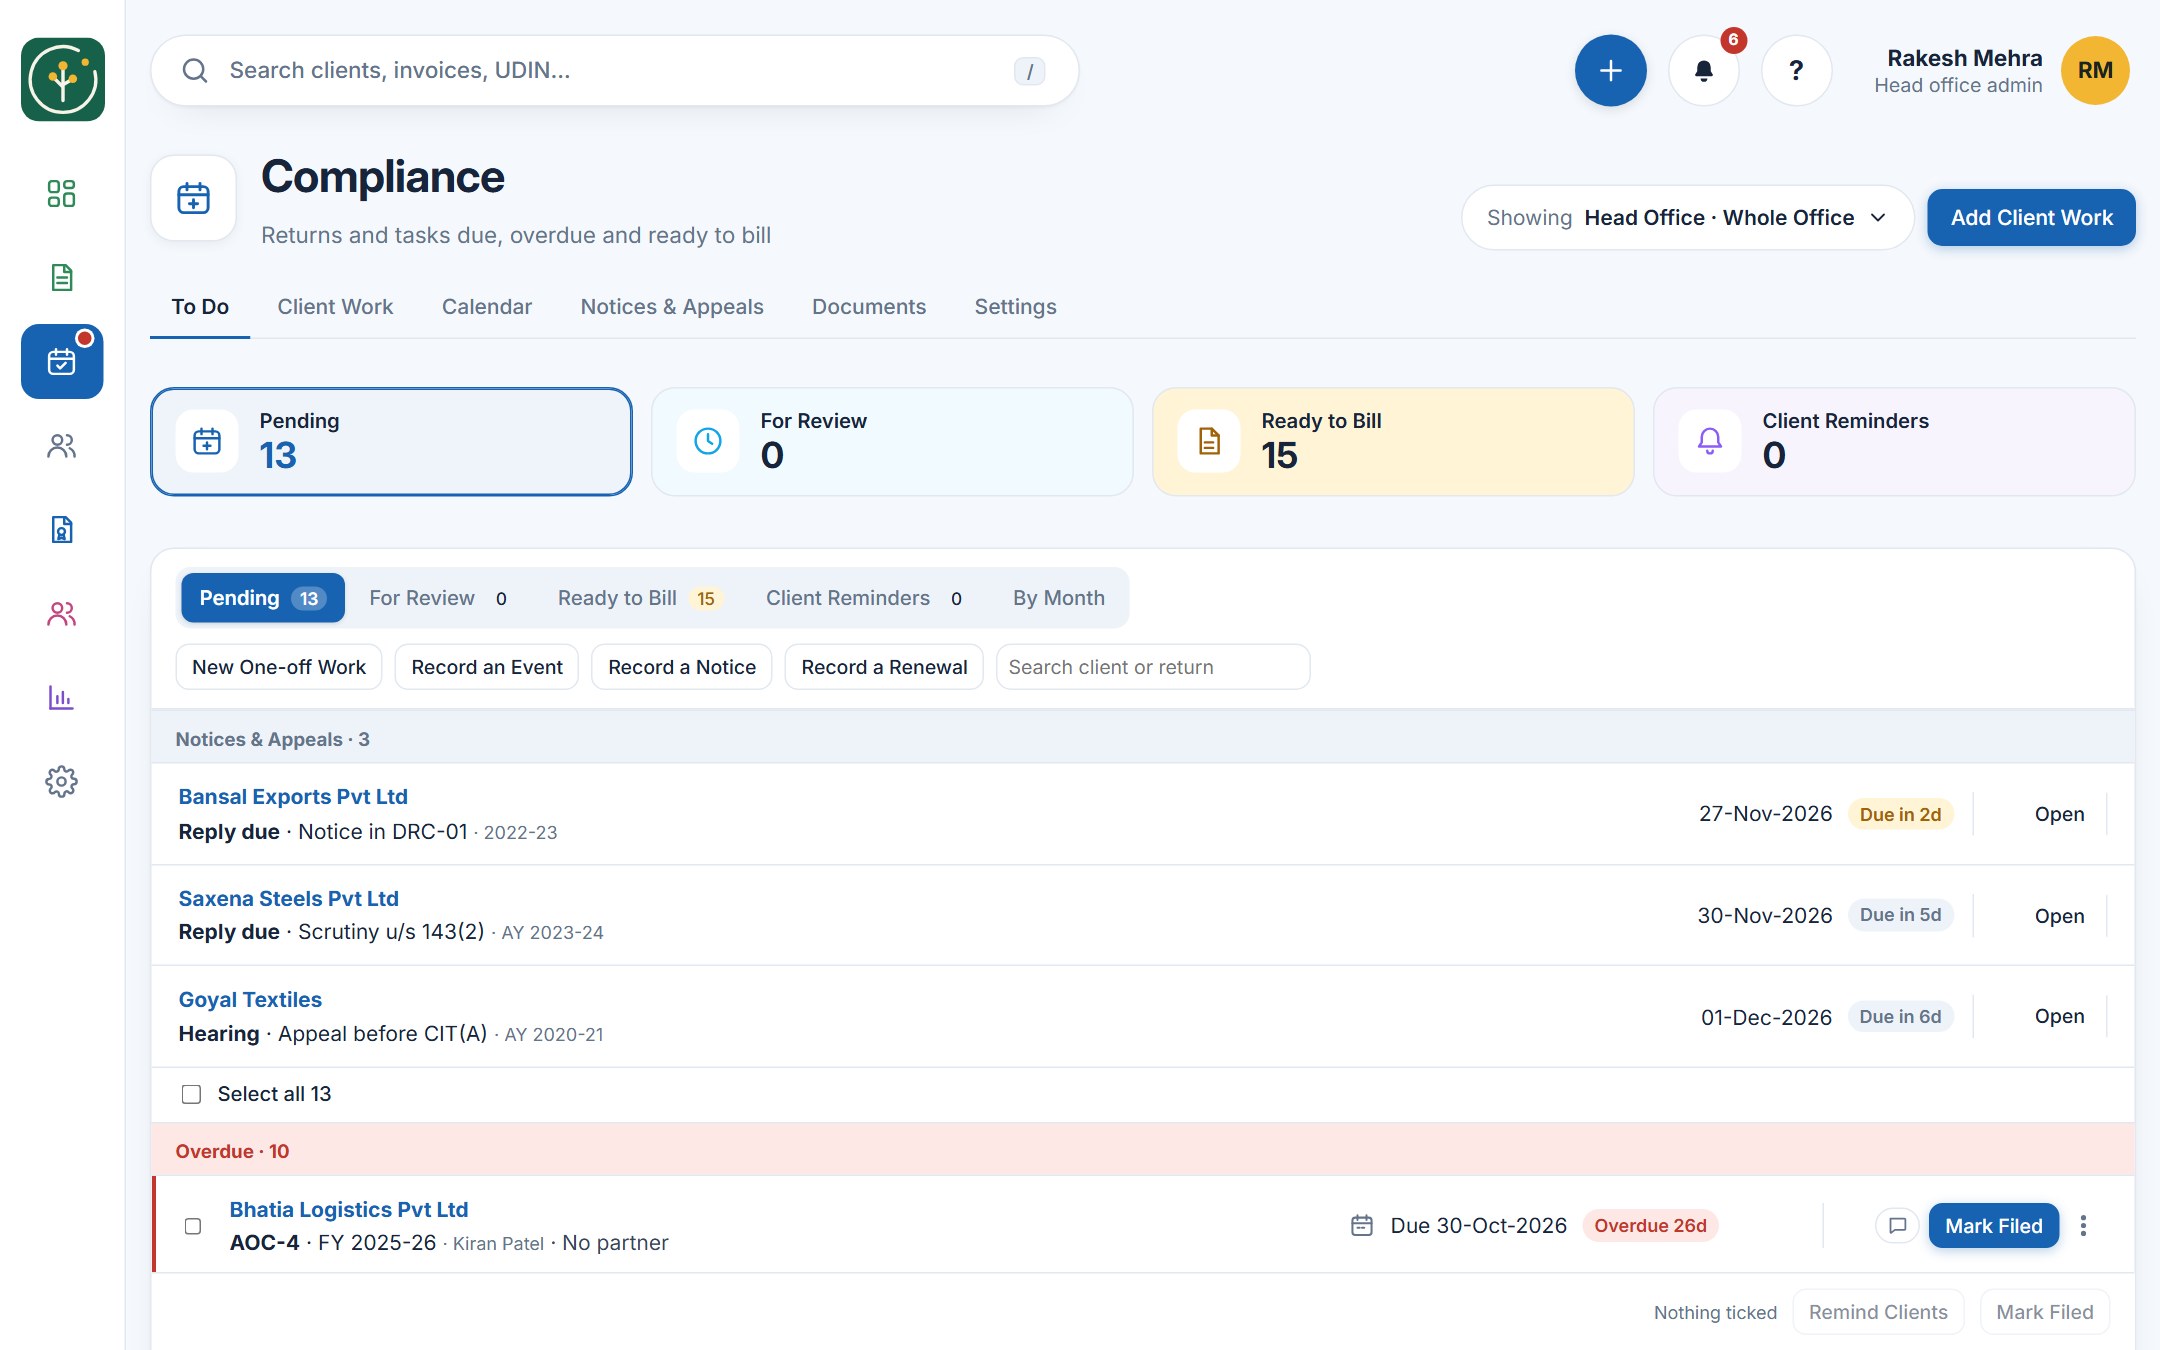 Search clients, invoices, UDIN...
/
6
?
Rakesh Mehra
Head office admin
RM
Compliance
Returns and tasks due, overdue and ready to bill
Showing Head Office · Whole Office
Add Client Work
To Do
Client Work
Calendar
Notices & Appeals
Documents
Settings
Pending
13
For Review
0
Ready to Bill
15
Client Reminders
0
Pending 13
For Review 0
Ready to Bill 15
Client Reminders 0
By Month
New One-off Work
Record an Event
Record a Notice
Record a Renewal
Search client or return
Notices & Appeals · 3
Bansal Exports Pvt Ltd
Reply due · Notice in DRC-01 · 2022-23
27-Nov-2026 Due in 2d
Open
Saxena Steels Pvt Ltd
Reply due · Scrutiny u/s 143(2) · AY 2023-24
30-Nov-2026 Due in 5d
Open
Goyal Textiles
Hearing · Appeal before CIT(A) · AY 2020-21
01-Dec-2026 Due in 6d
Open
Select all 13
Overdue · 10
Bhatia Logistics Pvt Ltd
AOC-4 · FY 2025-26 · Kiran Patel · No partner
Due 30-Oct-2026 Overdue 26d
Mark Filed
Nothing ticked
Remind Clients
Mark Filed